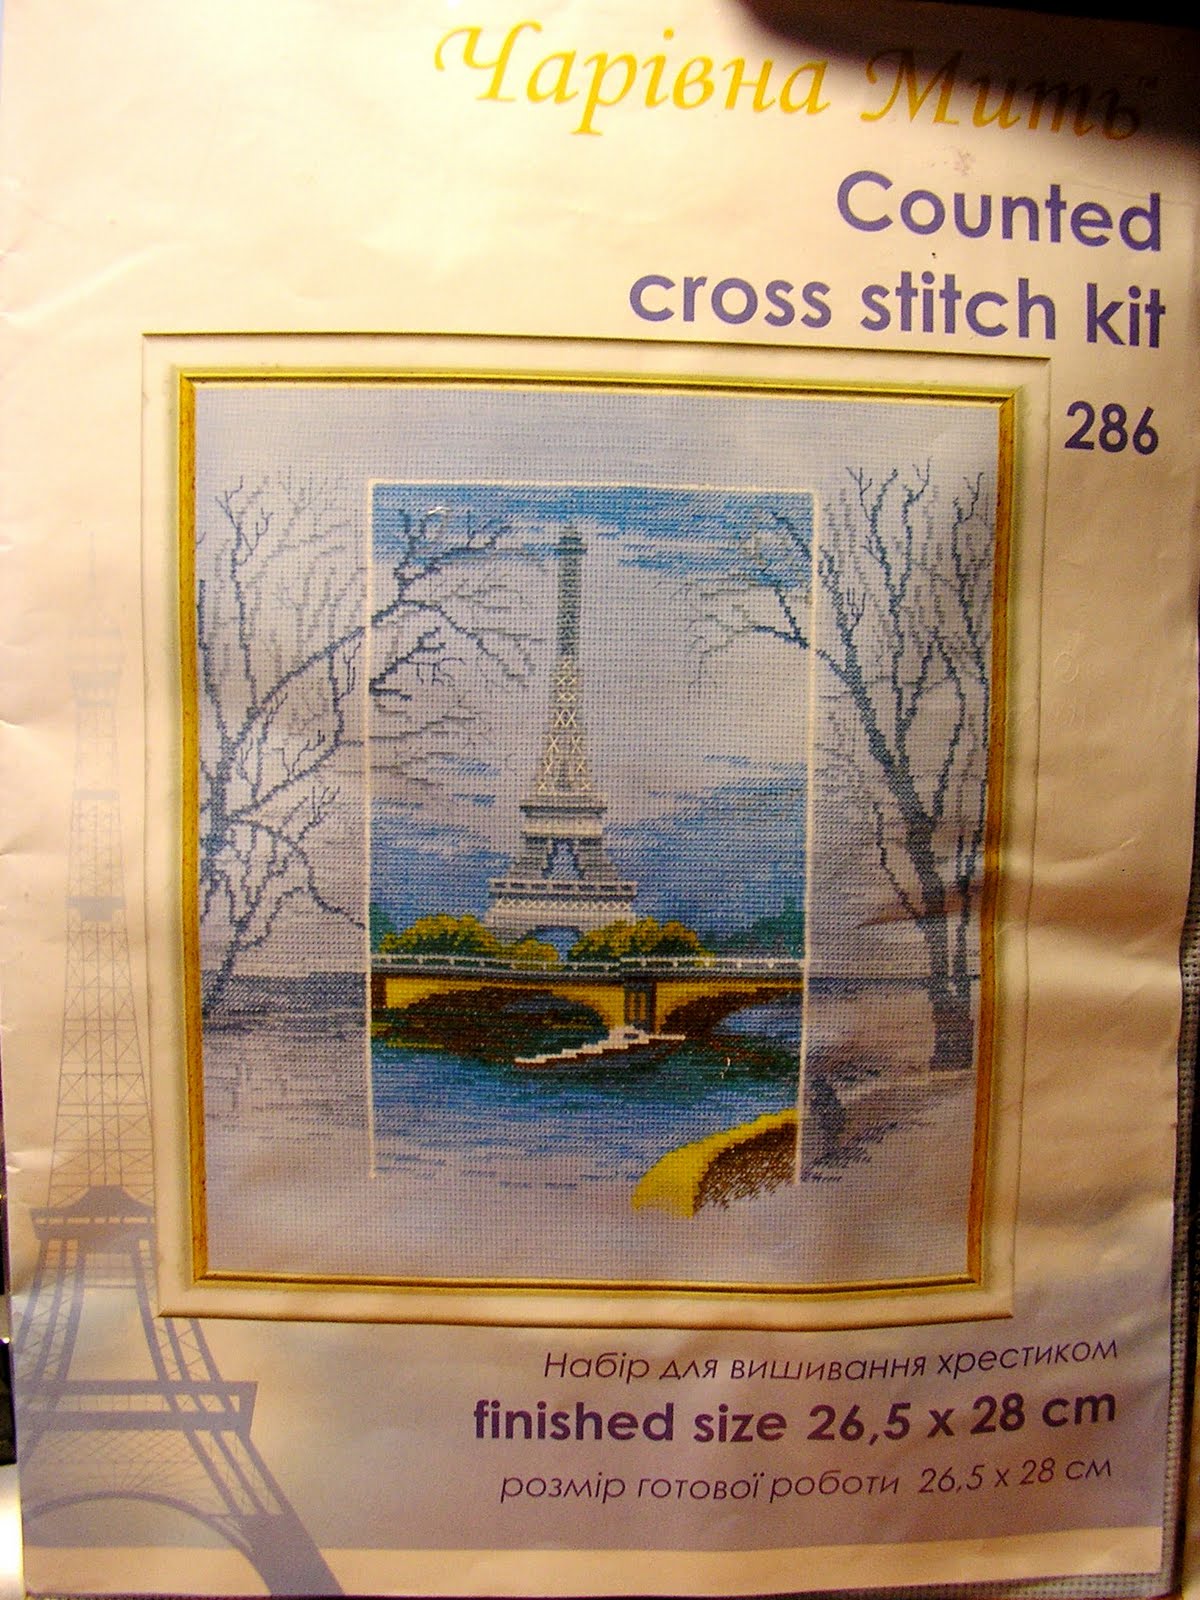 Чарівна Мить™
Counted
cross stitch kit
286
Набір для вишивання хрестиком
finished size 26,5 x 28 cm
розмір готової роботи 26,5 x 28 см